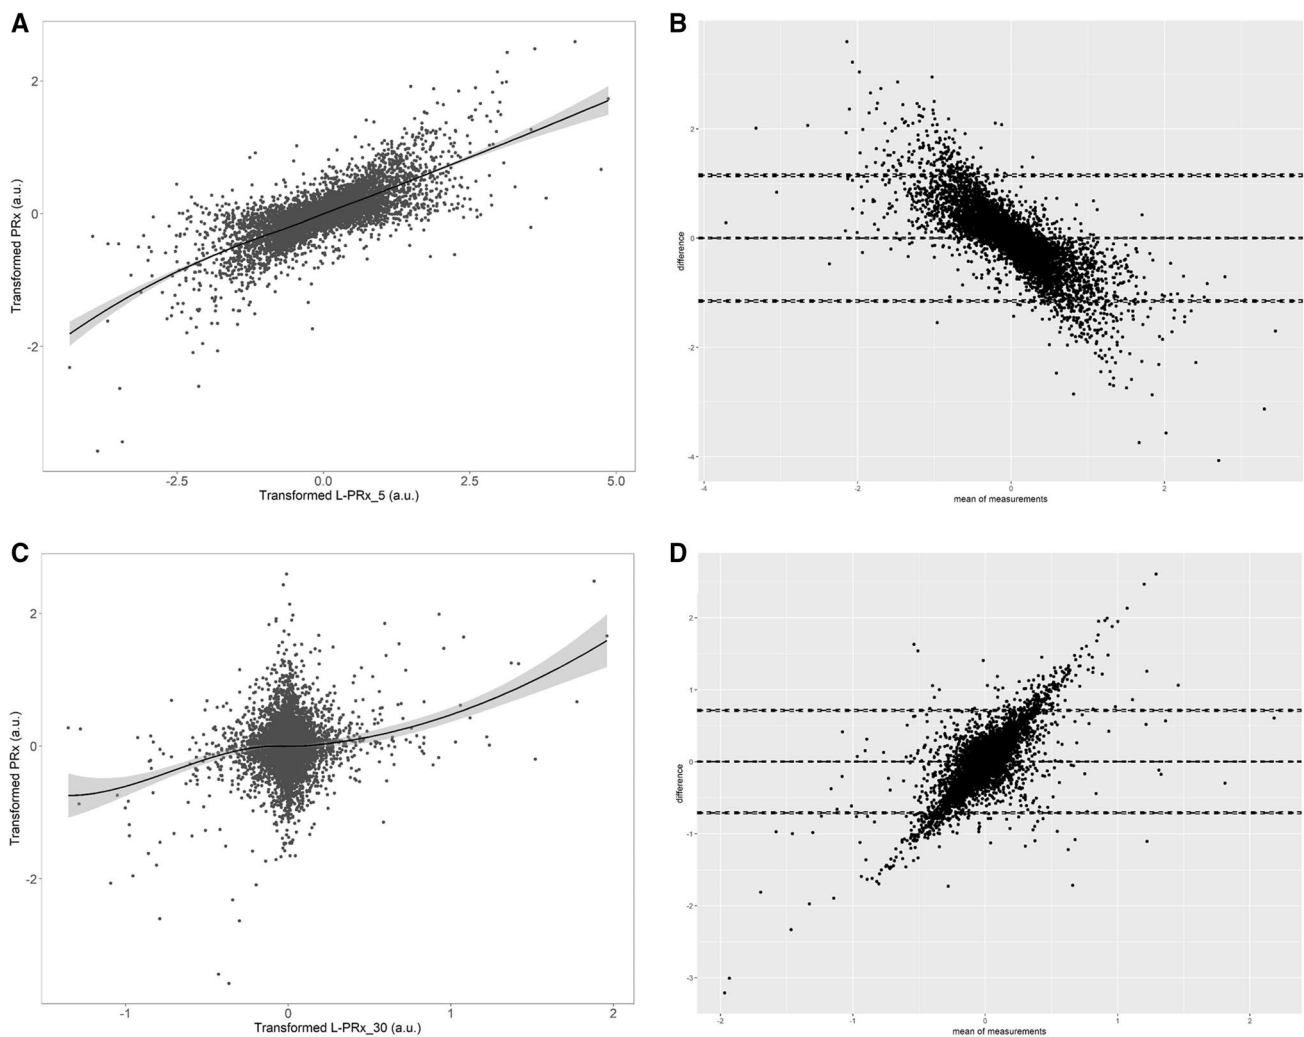 A
B
Transformed PRx (a.u.)
2
0
-2
-2.5
0.0
2.5
5.0
Transformed L-PRx_5 (a.u.)
difference
2
0
-2
-4
-4
-2
0
2
mean of measurements
C
D
Transformed PRx (a.u.)
2
0
-2
-1
0
1
2
Transformed L-PRx_30 (a.u.)
difference
2
1
0
-1
-2
-3
-2
-1
0
1
2
mean of measurements